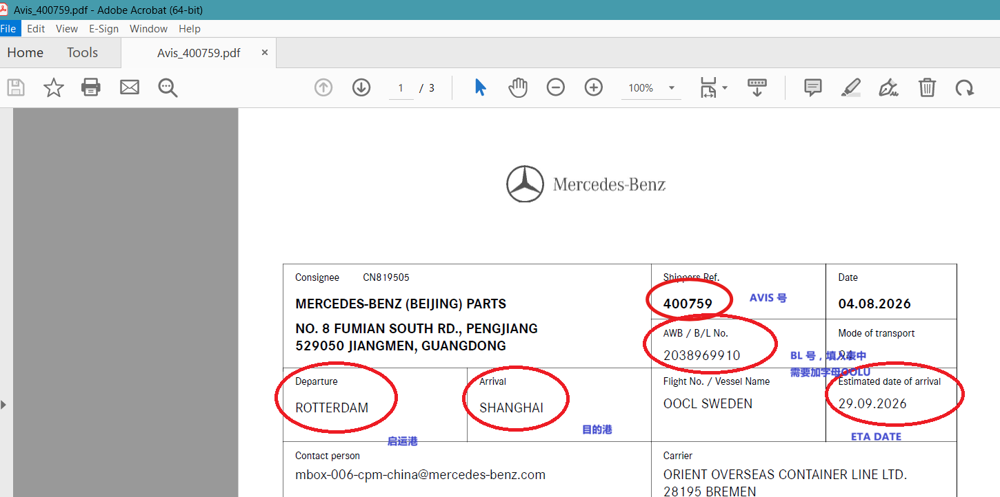 Avis_400759.pdf - Adobe Acrobat (64-bit)
File Edit View E-Sign Window Help
Home Tools Avis_400759.pdf ×
1 / 3 100%
Mercedes-Benz
Consignee CN819505
MERCEDES-BENZ (BEIJING) PARTS
NO. 8 FUMIAN SOUTH RD., PENGJIANG
529050 JIANGMEN, GUANGDONG
Shippers Ref.
400759
AVIS 号
Date
04.08.2026
AWB / B/L No.
2038969910
BL 号，填入表中
需要加字母OOLU
Mode of transport
Departure
ROTTERDAM
启运港
Arrival
SHANGHAI
目的港
Flight No. / Vessel Name
OOCL SWEDEN
Estimated date of arrival
29.09.2026
ETA DATE
Contact person
mbox-006-cpm-china@mercedes-benz.com
Carrier
ORIENT OVERSEAS CONTAINER LINE LTD.
28195 BREMEN